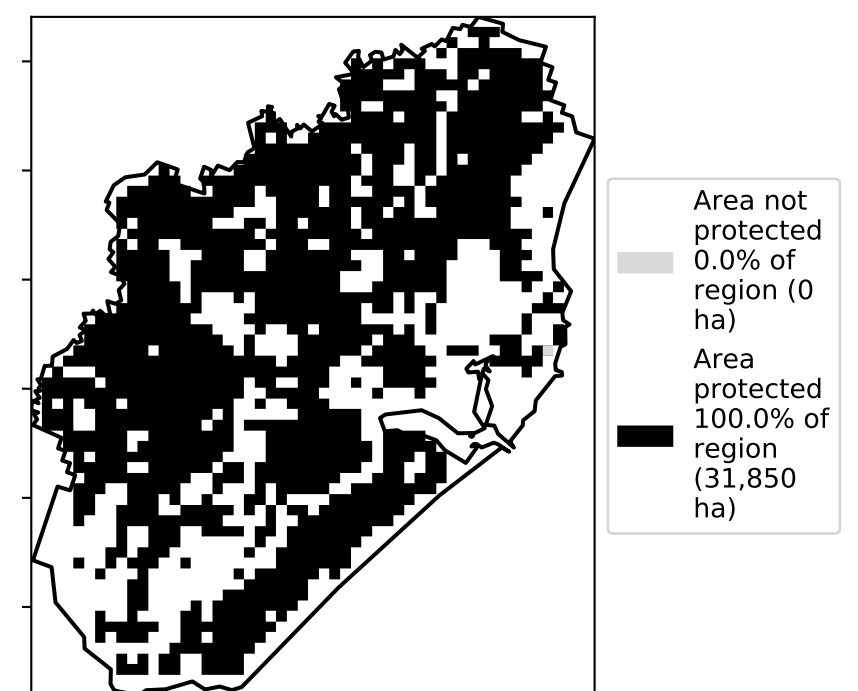 Area not
protected
0.0% of
region (0
ha)
Area
protected
100.0% of
region
(31,850
ha)